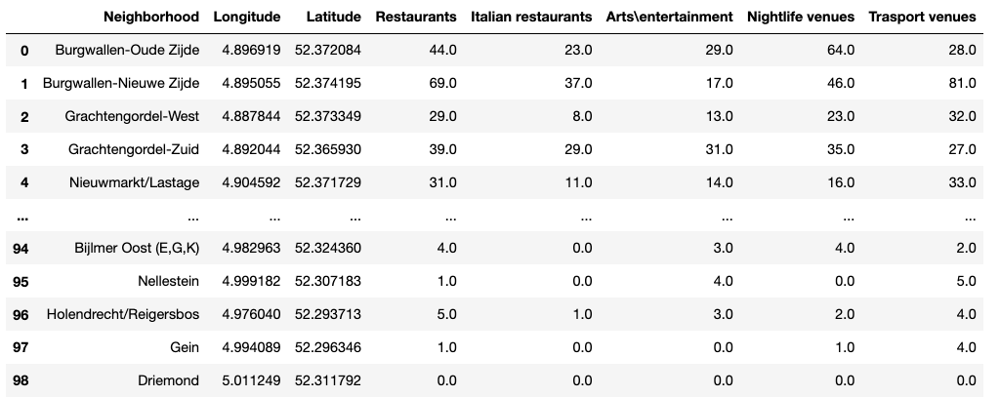 Neighborhood Longitude Latitude Restaurants Italian restaurants Arts\entertainment Nightlife venues Trasport venues
0 Burgwallen-Oude Zijde 4.896919 52.372084 44.0 23.0 29.0 64.0 28.0
1 Burgwallen-Nieuwe Zijde 4.895055 52.374195 69.0 37.0 17.0 46.0 81.0
2 Grachtengordel-West 4.887844 52.373349 29.0 8.0 13.0 23.0 32.0
3 Grachtengordel-Zuid 4.892044 52.365930 39.0 29.0 31.0 35.0 27.0
4 Nieuwmarkt/Lastage 4.904592 52.371729 31.0 11.0 14.0 16.0 33.0
... ... ... ... ... ... ... ... ...
94 Bijlmer Oost (E,G,K) 4.982963 52.324360 4.0 0.0 3.0 4.0 2.0
95 Nellestein 4.999182 52.307183 1.0 0.0 4.0 0.0 5.0
96 Holendrecht/Reigersbos 4.976040 52.293713 5.0 1.0 3.0 2.0 4.0
97 Gein 4.994089 52.296346 1.0 0.0 0.0 1.0 4.0
98 Driemond 5.011249 52.311792 0.0 0.0 0.0 0.0 0.0